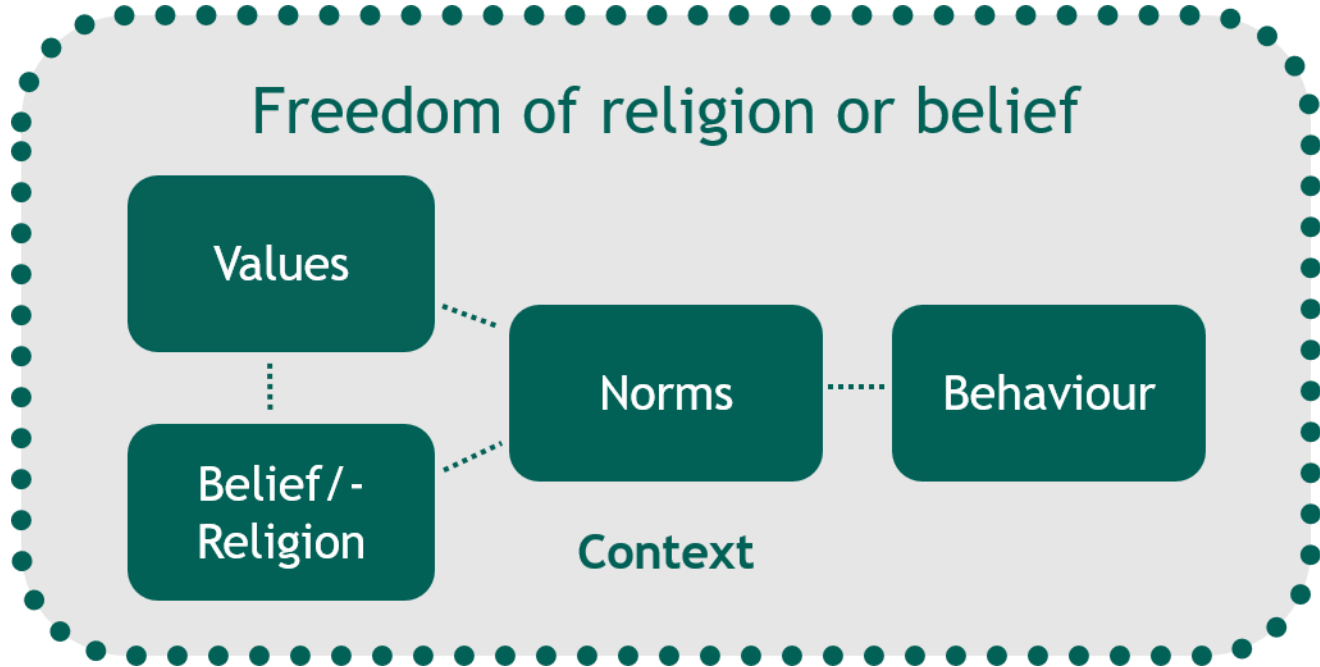 Freedom of religion or belief
Values
Norms
Behaviour
Belief/-
Religion
Context